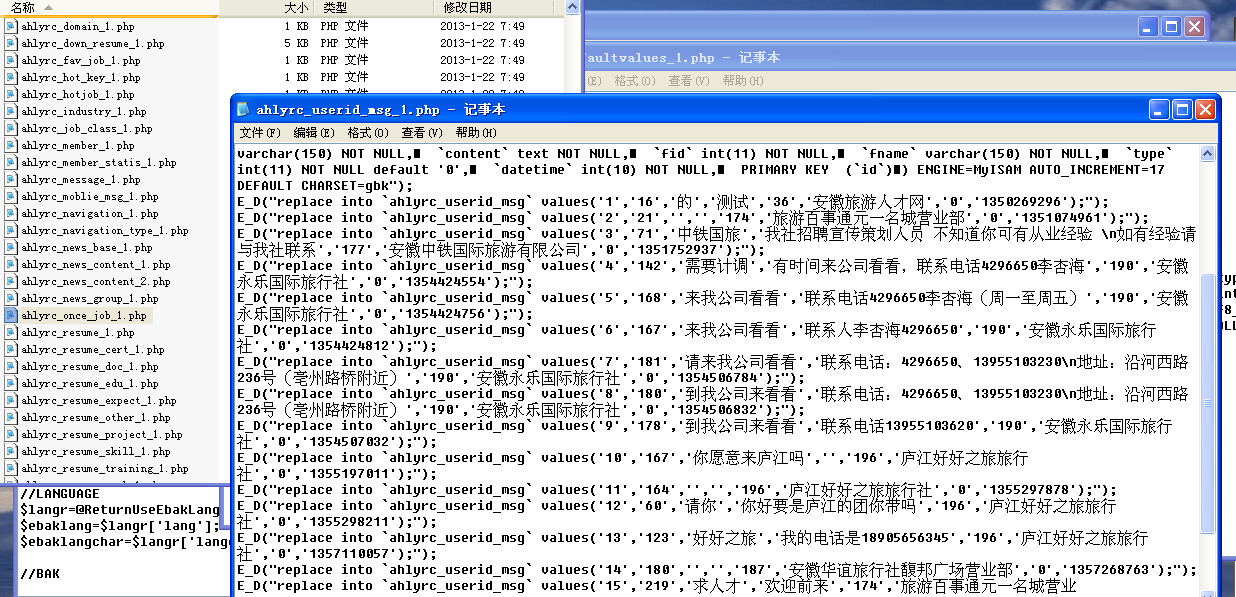 名称 大小 类型 修改日期
ahlyrc_domain_1.php 1 KB PHP 文件 2013-1-22 7:49
ahlyrc_down_resume_1.php 5 KB PHP 文件 2013-1-22 7:49
ahlyrc_fav_job_1.php 1 KB PHP 文件 2013-1-22 7:49
ahlyrc_hot_key_1.php 1 KB PHP 文件 2013-1-22 7:49
ahlyrc_hotjob_1.php
ahlyrc_industry_1.php
ahlyrc_job_class_1.php
ahlyrc_member_1.php
ahlyrc_member_statis_1.php
ahlyrc_message_1.php
ahlyrc_moblie_msg_1.php
ahlyrc_navigation_1.php
ahlyrc_navigation_type_1.php
ahlyrc_news_base_1.php
ahlyrc_news_content_1.php
ahlyrc_news_content_2.php
ahlyrc_news_group_1.php
ahlyrc_once_job_1.php
ahlyrc_resume_1.php
ahlyrc_resume_cert_1.php
ahlyrc_resume_doc_1.php
ahlyrc_resume_edu_1.php
ahlyrc_resume_expect_1.php
ahlyrc_resume_other_1.php
ahlyrc_resume_project_1.php
ahlyrc_resume_skill_1.php
ahlyrc_resume_training_1.php
//LANGUAGE
$langr=@ReturnUseEbakLang
$ebaklang=$langr['lang'];
$ebaklangchar=$langr['lang
//BAK
aultvalues_1.php - 记事本
(E) 格式(O) 查看(V) 帮助(H)
ahlyrc_userid_msg_1.php - 记事本
文件(F) 编辑(E) 格式(O) 查看(V) 帮助(H)
varchar(150) NOT NULL,■  `content` text NOT NULL,■  `fid` int(11) NOT NULL,■  `fname` varchar(150) NOT NULL,■  `type`
int(11) NOT NULL default '0',■  `datetime` int(10) NOT NULL,■  PRIMARY KEY  (`id`)■) ENGINE=MyISAM AUTO_INCREMENT=17
DEFAULT CHARSET=gbk");
E_D("replace into `ahlyrc_userid_msg` values('1','16','的','测试','36','安徽旅游人才网','0','1350269296');");
E_D("replace into `ahlyrc_userid_msg` values('2','21','','','174','旅游百事通元一名城营业部','0','1351074961');");
E_D("replace into `ahlyrc_userid_msg` values('3','71','中铁国旅','我社招聘宣传策划人员 不知道你可有从业经验 \n如有经验请
与我社联系','177','安徽中铁国际旅游有限公司','0','1351752937');");
E_D("replace into `ahlyrc_userid_msg` values('4','142','需要计调','有时间来公司看看，联系电话4296650李杏海','190','安徽
永乐国际旅行社','0','1354424554');");
E_D("replace into `ahlyrc_userid_msg` values('5','168','来我公司看看','联系电话4296650李杏海（周一至周五）','190','安徽
永乐国际旅行社','0','1354424756');");
E_D("replace into `ahlyrc_userid_msg` values('6','167','来我公司看看','联系人李杏海4296650','190','安徽永乐国际旅行
社','0','1354424812');");
E_D("replace into `ahlyrc_userid_msg` values('7','181','请来我公司看看','联系电话：4296650、13955103230\n地址：沿河西路
236号（亳州路桥附近）','190','安徽永乐国际旅行社','0','1354506784');");
E_D("replace into `ahlyrc_userid_msg` values('8','180','到我公司来看看','联系电话：4296650、13955103230\n地址：沿河西路
236号（亳州路桥附近）','190','安徽永乐国际旅行社','0','1354506832');");
E_D("replace into `ahlyrc_userid_msg` values('9','178','到我公司来看看','联系电话13955103620','190','安徽永乐国际旅行
社','0','1354507032');");
E_D("replace into `ahlyrc_userid_msg` values('10','167','你愿意来庐江吗','','196','庐江好好之旅旅行
社','0','1355197011');");
E_D("replace into `ahlyrc_userid_msg` values('11','164','','','196','庐江好好之旅旅行社','0','1355297878');");
E_D("replace into `ahlyrc_userid_msg` values('12','60','请你','你好要是庐江的团你带吗','196','庐江好好之旅旅行
社','0','1355298211');");
E_D("replace into `ahlyrc_userid_msg` values('13','123','好好之旅','我的电话是18905656345','196','庐江好好之旅旅行
社','0','1357110057');");
E_D("replace into `ahlyrc_userid_msg` values('14','180','','','187','安徽华谊旅行社馥邦广场营业部','0','1357268763');");
E_D("replace into `ahlyrc_userid_msg` values('15','219','求人才','欢迎前来','174','旅游百事通元一名城营业